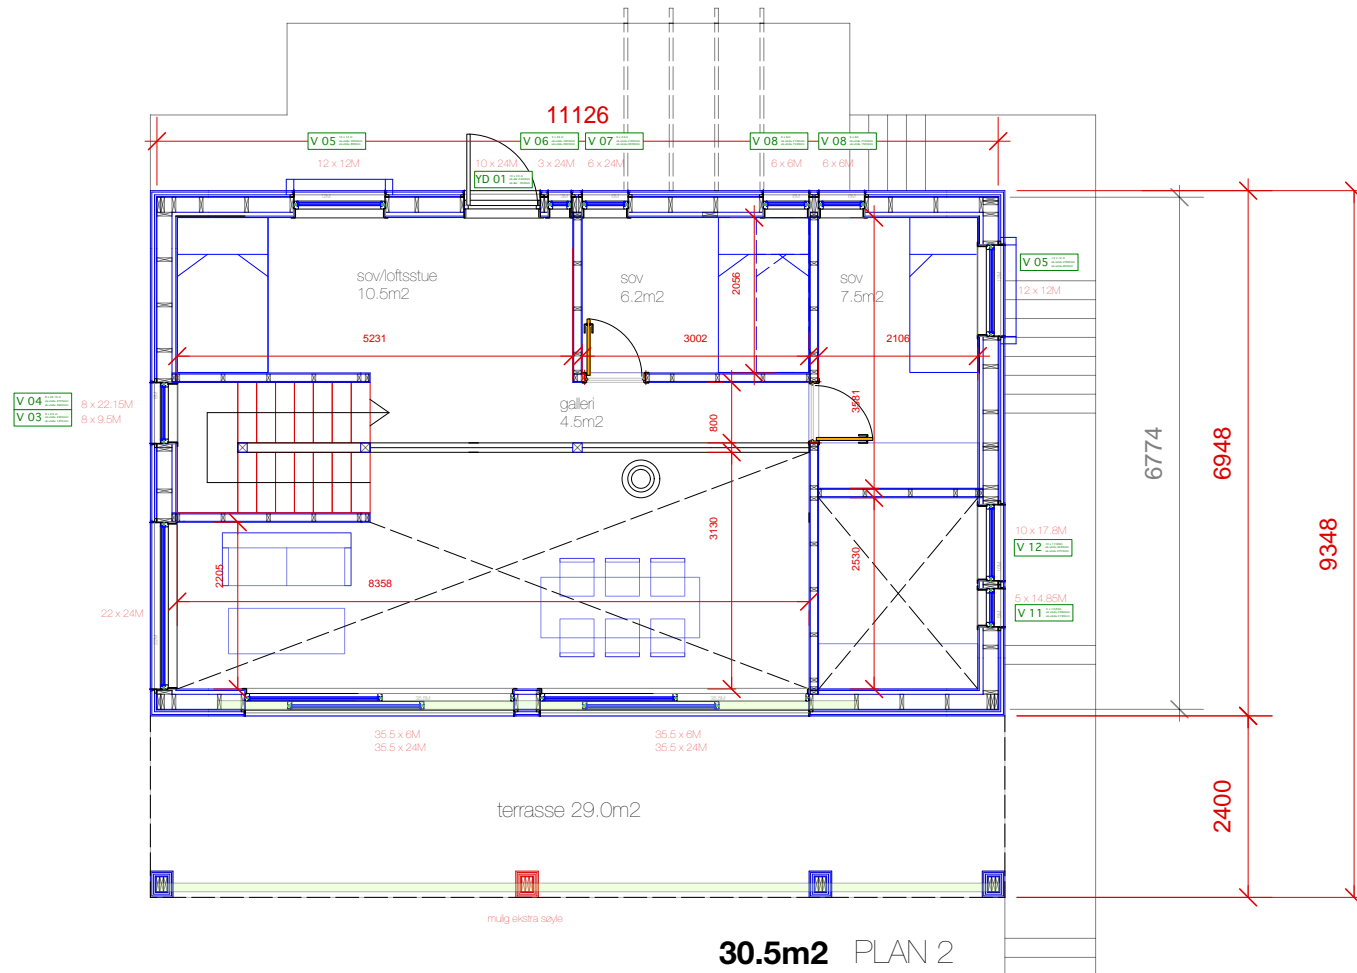 11126
V 05
V 06
V 07
V 08
V 08
12 x 12M
10 x 24M
3 x 24M
6 x 24M
6 x 6M
6 x 6M
YD 01
sov/loftsstue
10.5m2
sov
6.2m2
sov
7.5m2
V 05
12 x 12M
2056
5231
3002
2106
V 04
8 x 22.15M
V 03
8 x 9.5M
galleri
4.5m2
800
3581
6774
6948
9348
3130
2530
2205
8358
10 x 17.8M
V 12
5 x 14.85M
V 11
22 x 24M
35.5 x 6M
35.5 x 24M
35.5 x 6M
35.5 x 24M
terrasse 29.0m2
2400
mulig ekstra søyle
30.5m2 PLAN 2